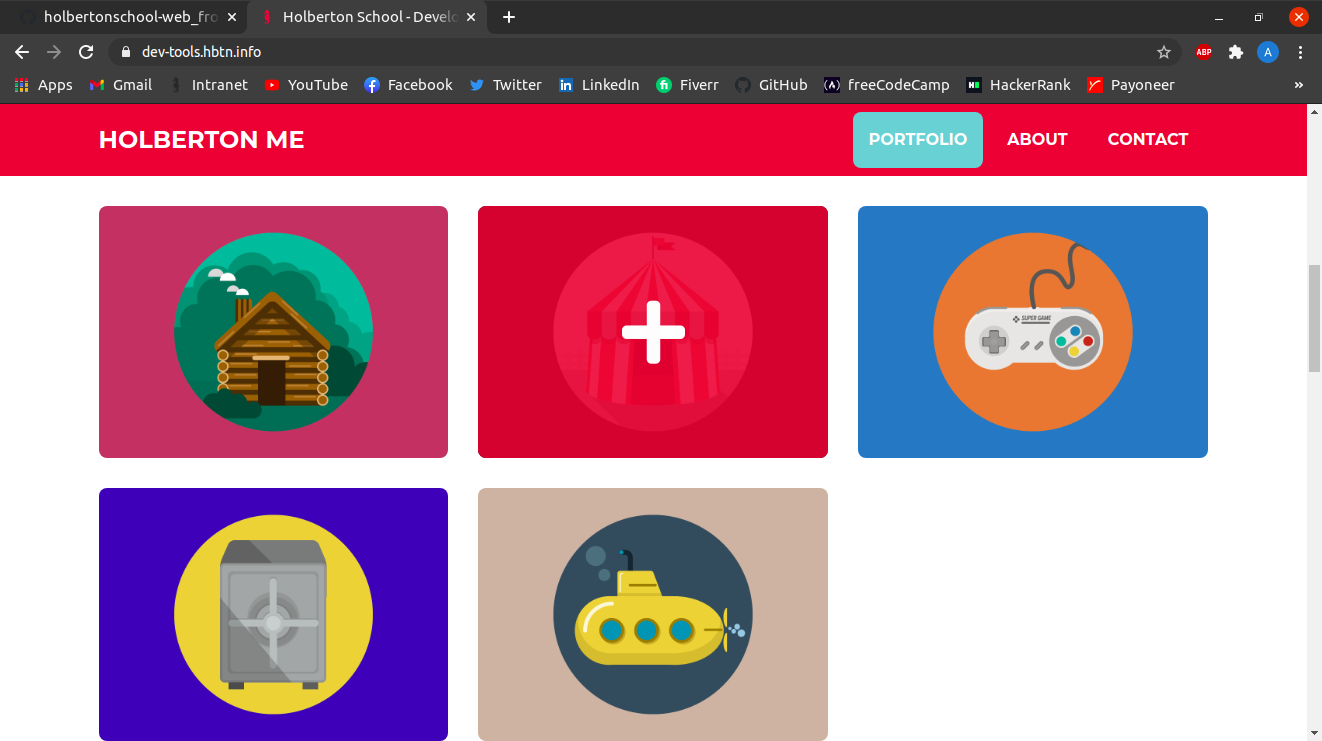 holbertonschool-web_fro
Holberton School - Develo
dev-tools.hbtn.info
ABP
A
Apps
Gmail
Intranet
YouTube
Facebook
Twitter
LinkedIn
Fiverr
GitHub
freeCodeCamp
HackerRank
Payoneer
HOLBERTON ME
PORTFOLIO
ABOUT
CONTACT
SUPER GAME